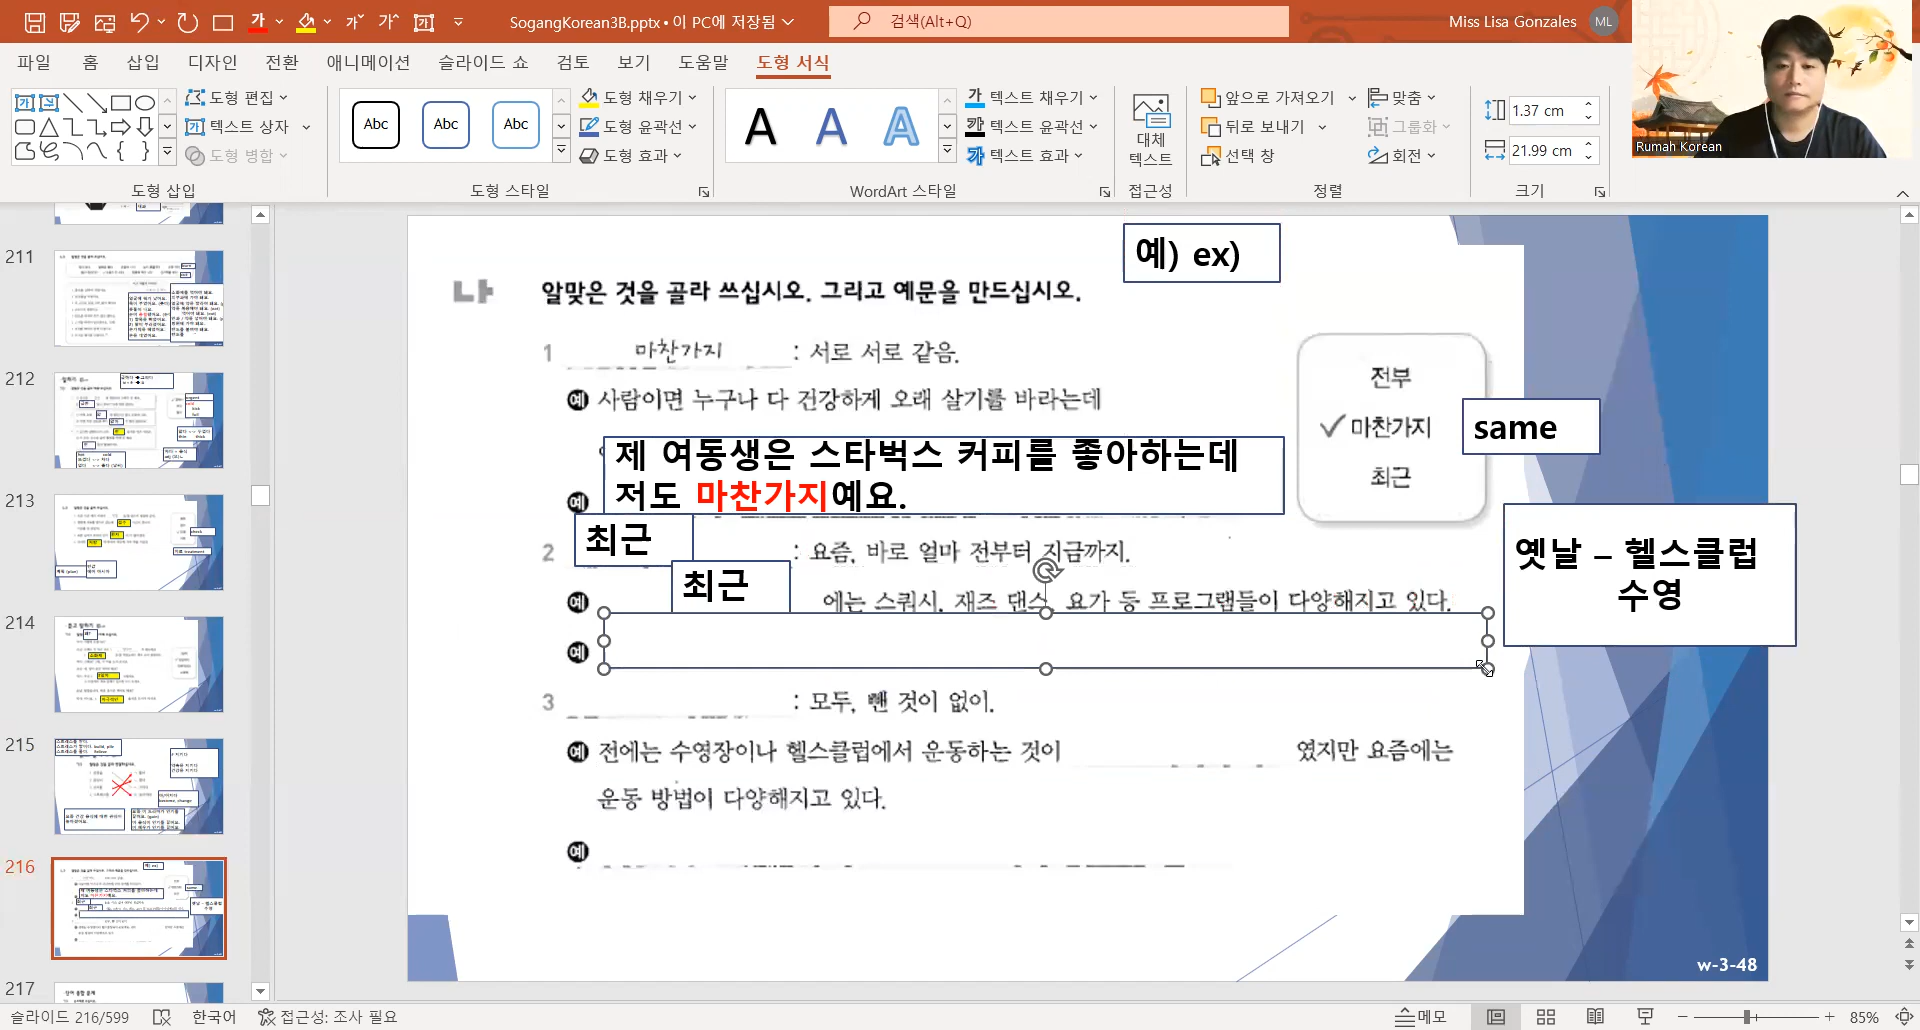 SogangKorean3B.pptx • 이 PC에 저장됨
검색(Alt+Q)
Miss Lisa Gonzales
ML
파일 홈 삽입 디자인 전환 애니메이션 슬라이드 쇼 검토 보기 도움말 도형 서식
도형 편집
텍스트 상자
도형 병합
도형 삽입
Abc Abc Abc
도형 채우기
도형 윤곽선
도형 효과
도형 스타일
A A A
텍스트 채우기
텍스트 윤곽선
텍스트 효과
WordArt 스타일
대체
텍스트
접근성
앞으로 가져오기
뒤로 보내기
선택 창
맞춤
그룹화
회전
정렬
1.37 cm
21.99 cm
크기
Rumah Korean
211
212
213
214
215
216
217
예) ex)
나 알맞은 것을 골라 쓰십시오. 그리고 예문을 만드십시오.
1 마찬가지 : 서로 서로 같음.
예 사람이면 누구나 다 건강하게 오래 살기를 바라는데
제 여동생은 스타벅스 커피를 좋아하는데
예 저도 마찬가지예요.
전부
✓마찬가지
최근
same
최근
2 : 요즘, 바로 얼마 전부터 지금까지.
최근
예 에는 스쿼시, 재즈 댄스, 요가 등 프로그램들이 다양해지고 있다.
예
옛날 – 헬스클럽
수영
3 : 모두, 뺀 것이 없이.
예 전에는 수영장이나 헬스클럽에서 운동하는 것이 였지만 요즘에는
운동 방법이 다양해지고 있다.
예
w-3-48
슬라이드 216/599 한국어 접근성: 조사 필요
메모
85%